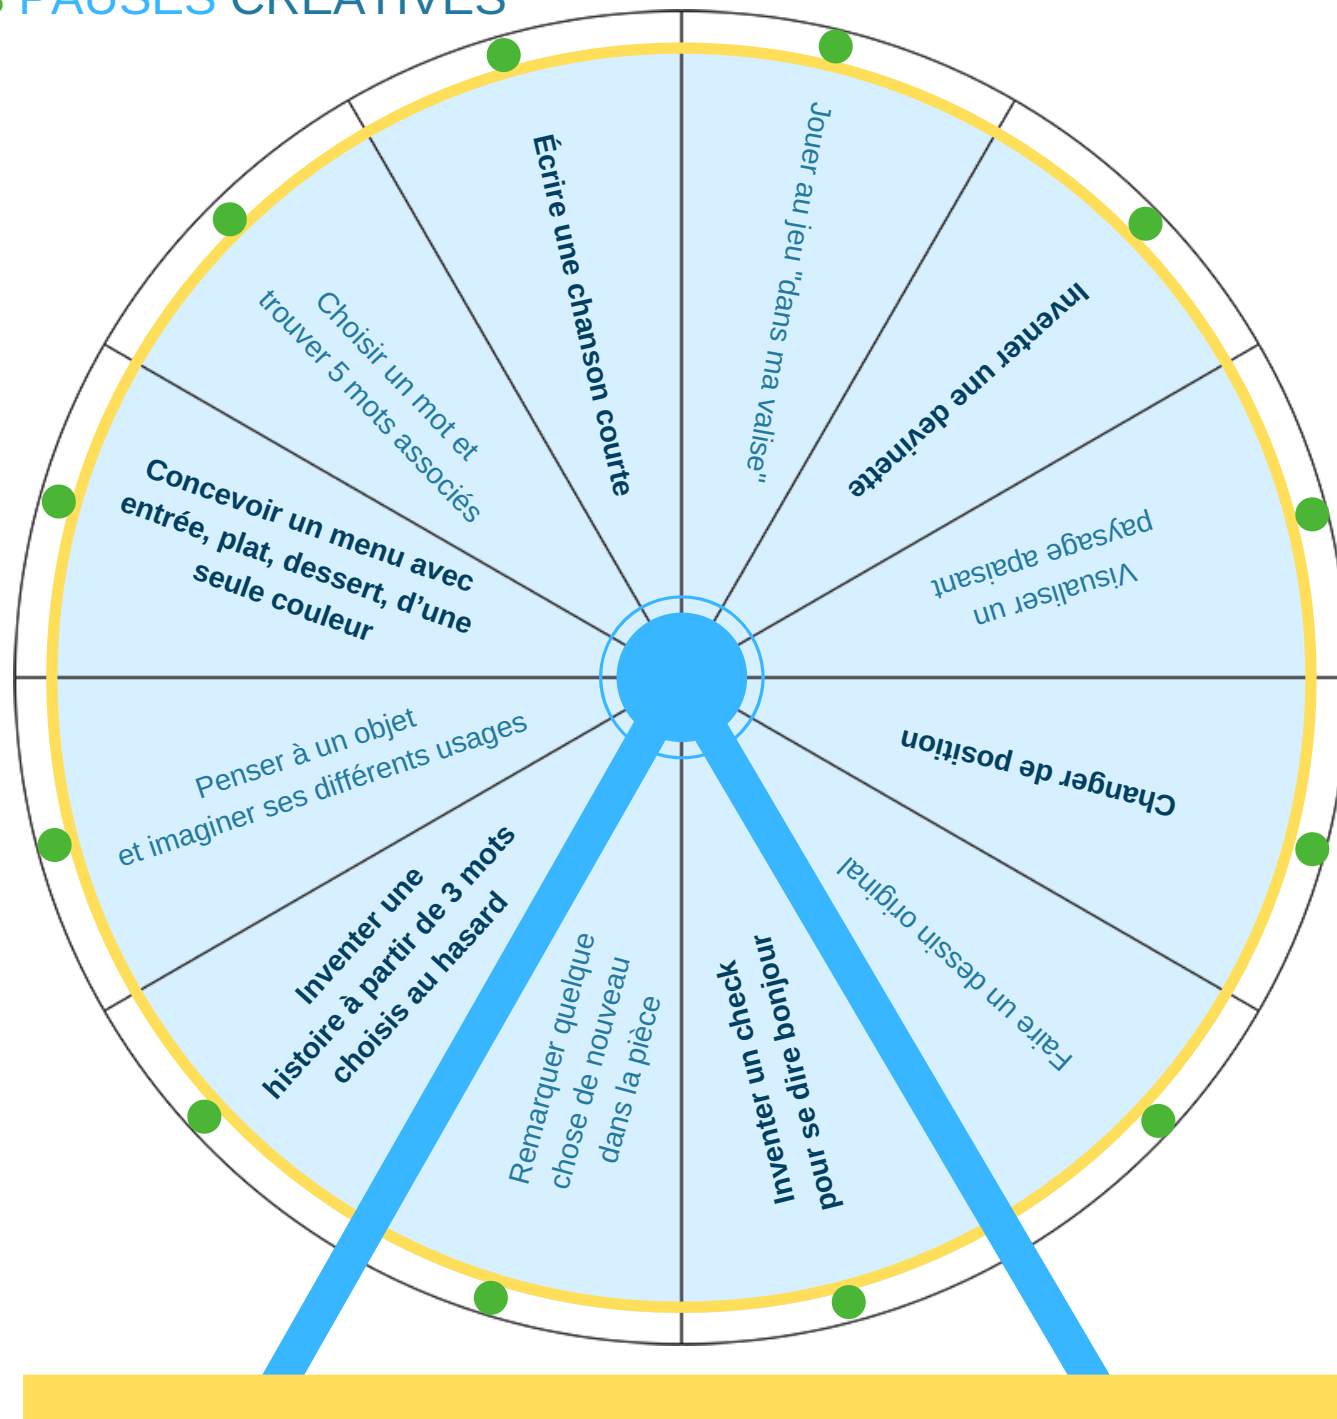 PAUSES CRÉATIVES
Jouer au jeu "dans ma valise"
Inventer une devinette
Visualiser un
paysage apaisant
Changer de position
Faire un dessin original
Inventer un check
pour se dire bonjour
Remarquer quelque
chose de nouveau
dans la pièce
Inventer une
histoire à partir de 3 mots
choisis au hasard
Penser à un objet
et imaginer ses différents usages
Concevoir un menu avec
entrée, plat, dessert, d’une
seule couleur
Choisir un mot et
trouver 5 mots associés
Écrire une chanson courte